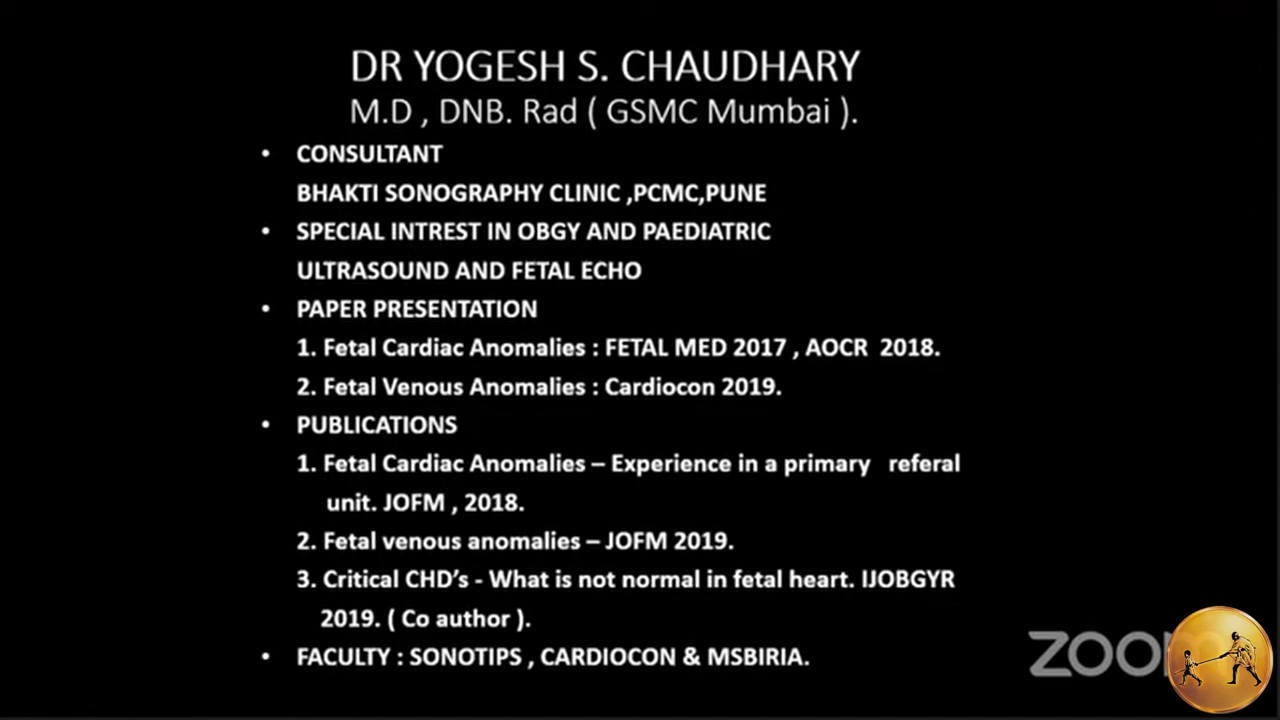 DR YOGESH S. CHAUDHARY
M.D , DNB. Rad ( GSMC Mumbai ).
• CONSULTANT
BHAKTI SONOGRAPHY CLINIC ,PCMC,PUNE
• SPECIAL INTREST IN OBGY AND PAEDIATRIC
ULTRASOUND AND FETAL ECHO
• PAPER PRESENTATION
1. Fetal Cardiac Anomalies : FETAL MED 2017 , AOCR 2018.
2. Fetal Venous Anomalies : Cardiocon 2019.
• PUBLICATIONS
1. Fetal Cardiac Anomalies – Experience in a primary referal
unit. JOFM , 2018.
2. Fetal venous anomalies – JOFM 2019.
3. Critical CHD’s - What is not normal in fetal heart. IJOBGYR
2019. ( Co author ).
• FACULTY : SONOTIPS , CARDIOCON & MSBIRIA.
zoom